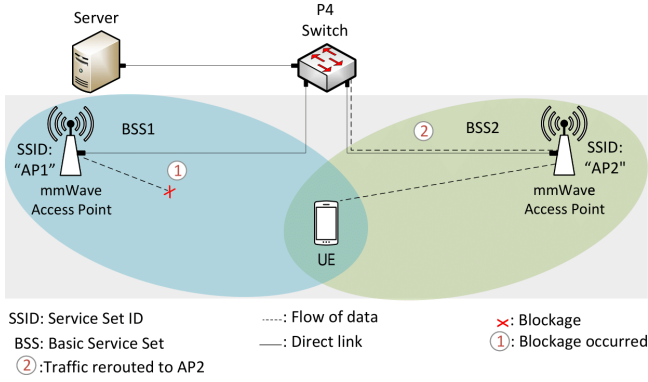 Server
P4
Switch
BSS1
BSS2
2
SSID:
"AP1"
1
SSID:
"AP2"
mmWave
Access Point
mmWave
Access Point
UE
SSID: Service Set ID
-----: Flow of data
: Blockage
BSS: Basic Service Set
: Direct link
1: Blockage occurred
2:Traffic rerouted to AP2